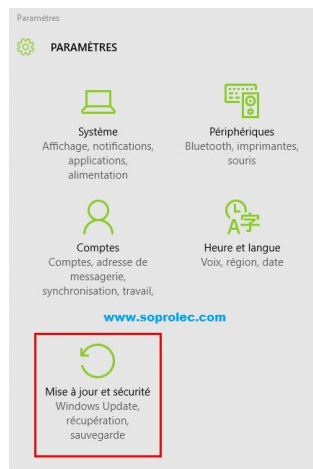 Paramètres
PARAMÈTRES
Système
Affichage, notifications,
applications,
alimentation
Périphériques
Bluetooth, imprimantes,
souris
Comptes
Comptes, adresse de
messagerie,
synchronisation, travail,
Heure et langue
Voix, région, date
www.soprolec.com
Mise à jour et sécurité
Windows Update,
récupération,
sauvegarde